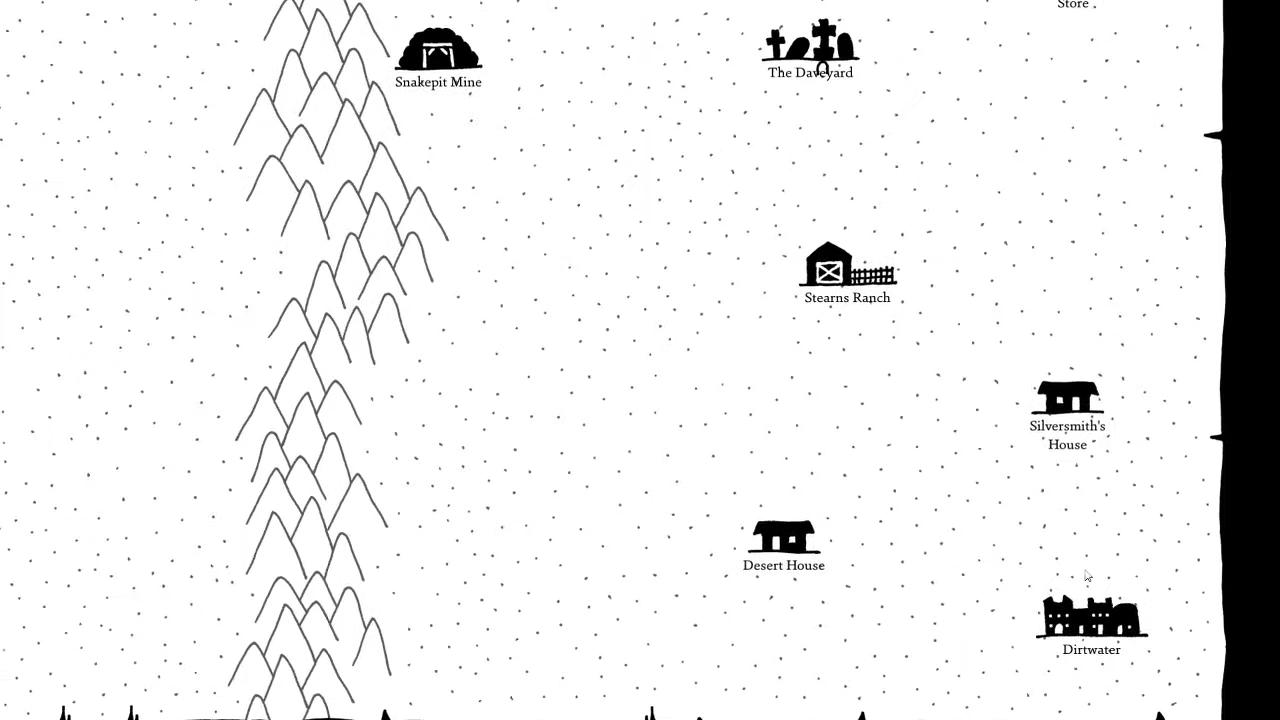 Store
Snakepit Mine
The Daveyard
Stearns Ranch
Silversmith's
House
Desert House
Dirtwater